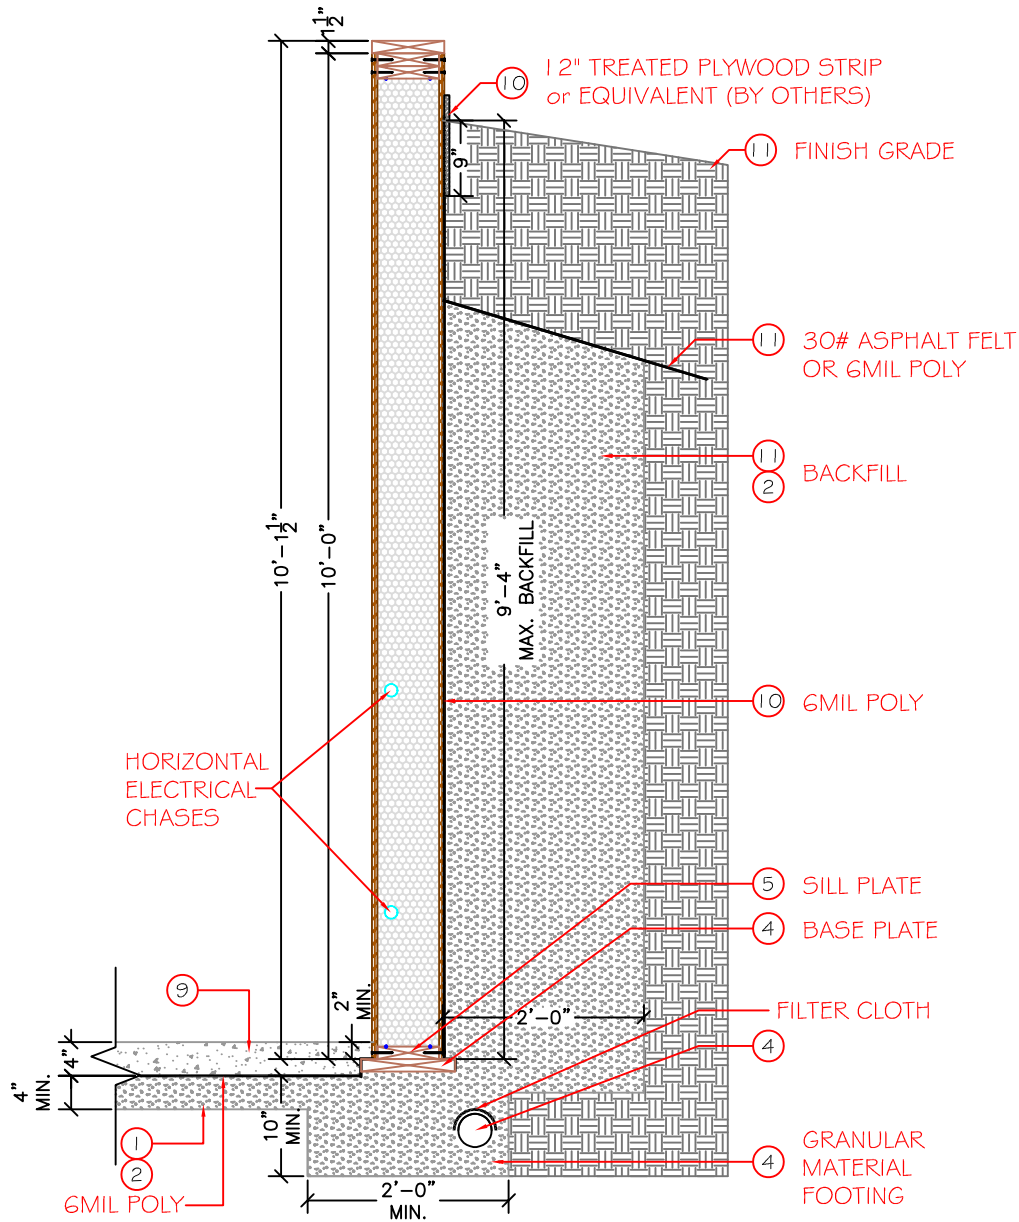 1 1/2"
10
12" TREATED PLYWOOD STRIP
or EQUIVALENT (BY OTHERS)
9"
11
FINISH GRADE
11
30# ASPHALT FELT
OR 6MIL POLY
11
2
BACKFILL
10'-1 1/2"
10'-0"
9'-4"
MAX. BACKFILL
10
6MIL POLY
HORIZONTAL
ELECTRICAL
CHASES
5
SILL PLATE
4
BASE PLATE
9
2"
MIN.
2'-0"
FILTER CLOTH
4
4"
4"
MIN.
10"
MIN.
1
2
6MIL POLY
4
GRANULAR
MATERIAL
FOOTING
2'-0"
MIN.